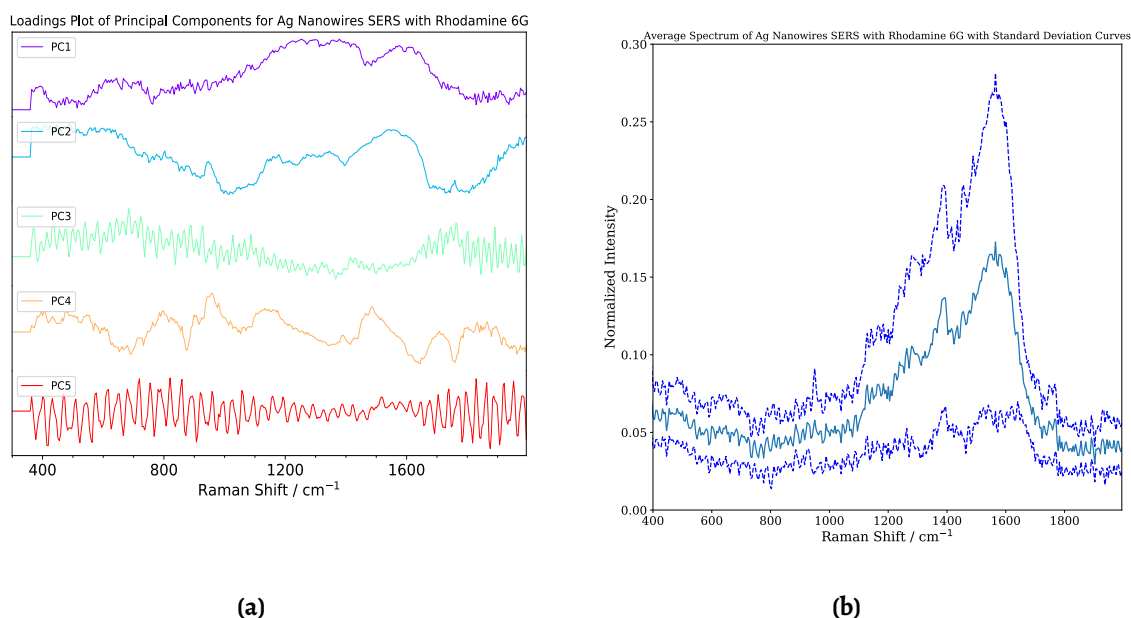 Loadings Plot of Principal Components for Ag Nanowires SERS with Rhodamine 6G
PC1
PC2
PC3
PC4
PC5
400 800 1200 1600
Raman Shift / cm⁻¹
(a)
Average Spectrum of Ag Nanowires SERS with Rhodamine 6G with Standard Deviation Curves
0.30
0.25
0.20
0.15
0.10
0.05
0.00
Normalized Intensity
400 600 800 1000 1200 1400 1600 1800
Raman Shift / cm⁻¹
(b)